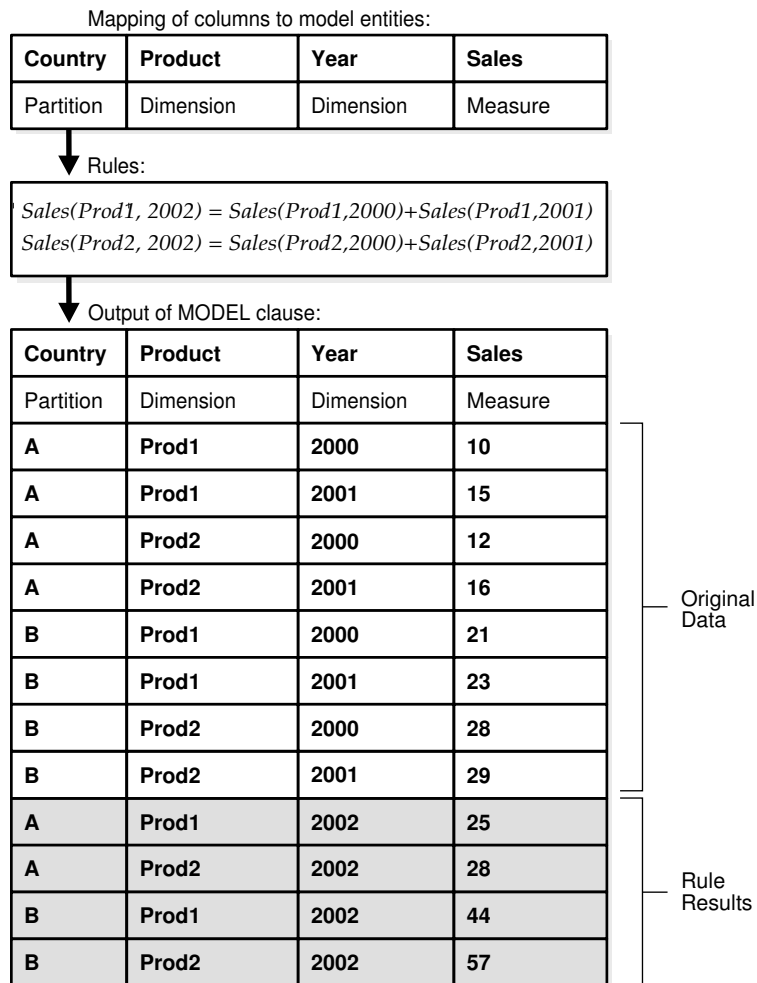 Mapping of columns to model entities:
Country Product Year Sales
Partition Dimension Dimension Measure
Rules:
Sales(Prod1, 2002) = Sales(Prod1,2000)+Sales(Prod1,2001)
Sales(Prod2, 2002) = Sales(Prod2,2000)+Sales(Prod2,2001)
Output of MODEL clause:
Country Product Year Sales
Partition Dimension Dimension Measure
A Prod1 2000 10
A Prod1 2001 15
A Prod2 2000 12
A Prod2 2001 16
B Prod1 2000 21
B Prod1 2001 23
B Prod2 2000 28
B Prod2 2001 29
Original
Data
A Prod1 2002 25
A Prod2 2002 28
B Prod1 2002 44
B Prod2 2002 57
Rule
Results